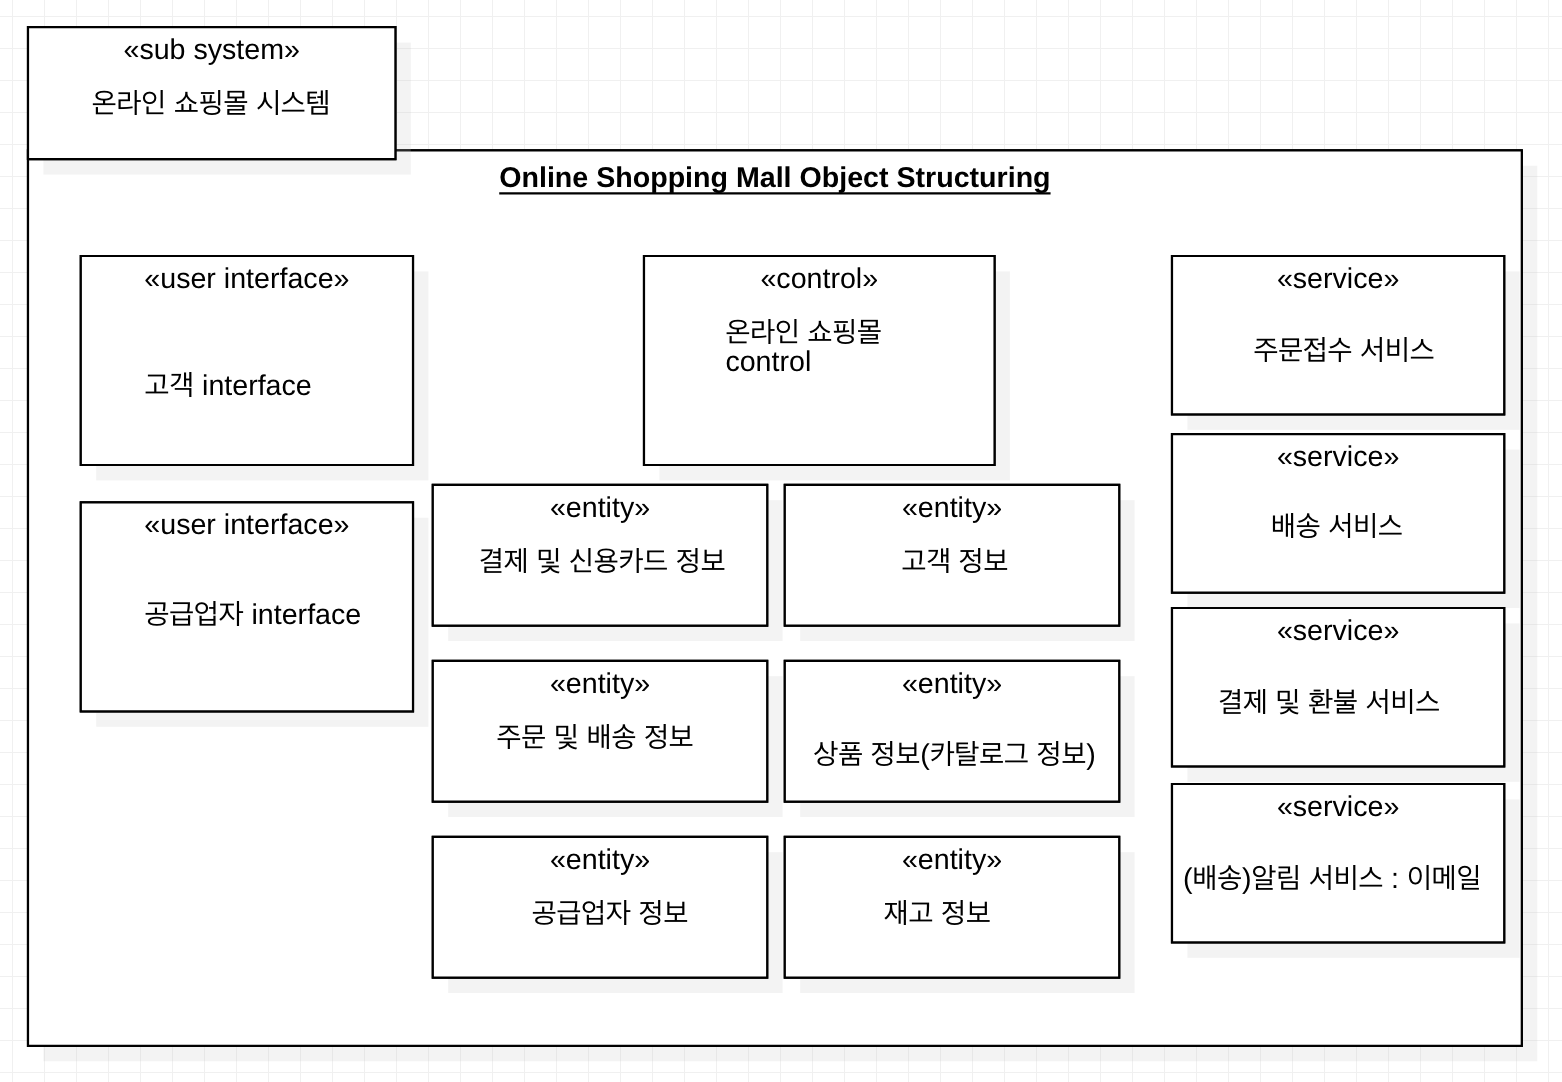 «sub system»
온라인 쇼핑몰 시스템
Online Shopping Mall Object Structuring
«user interface»
고객 interface
«control»
온라인 쇼핑몰
control
«service»
주문접수 서비스
«service»
배송 서비스
«user interface»
공급업자 interface
«entity»
결제 및 신용카드 정보
«entity»
고객 정보
«service»
결제 및 환불 서비스
«entity»
주문 및 배송 정보
«entity»
상품 정보(카탈로그 정보)
«service»
(배송)알림 서비스 : 이메일
«entity»
공급업자 정보
«entity»
재고 정보